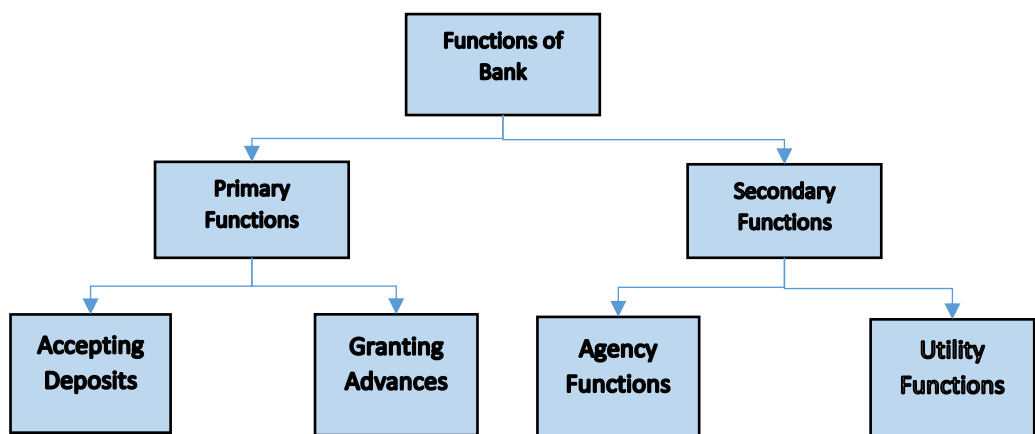 Functions of
Bank
Primary
Functions
Secondary
Functions
Accepting
Deposits
Granting
Advances
Agency
Functions
Utility
Functions